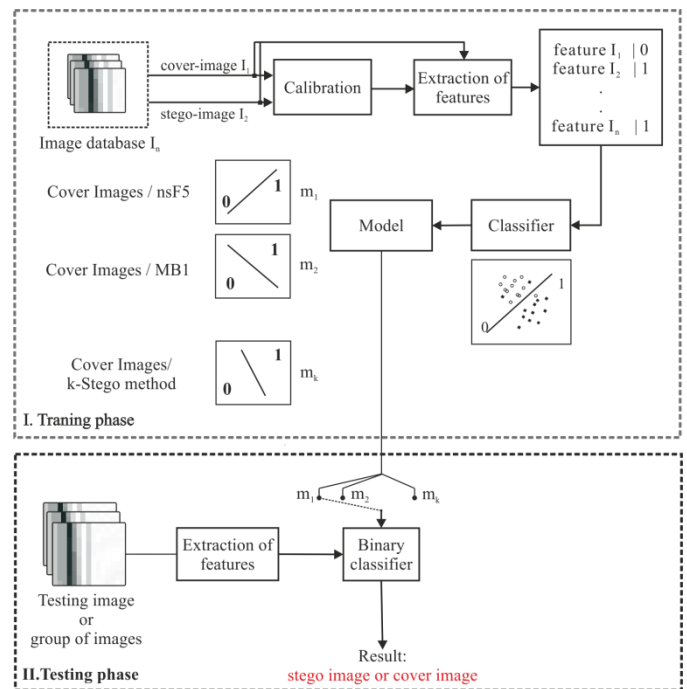 cover-image I1
stego-image I2
Image database In
Calibration
Extraction of
features
feature I1 | 0
feature I2 | 1
.
.
feature In | 1
Cover Images / nsF5
0 1
m1
Model
Classifier
Cover Images / MB1
0 1
m2
0 1
Cover Images/
k-Stego method
0 1
mk
I. Traning phase
m1 m2 mk
Extraction of
features
Binary
classifier
Testing image
or
group of images
Result:
stego image or cover image
II.Testing phase